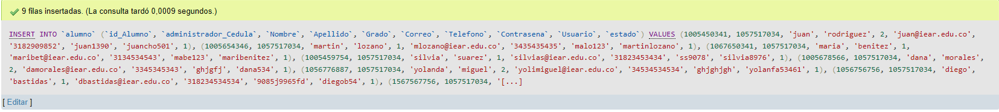 9 filas insertadas. (La consulta tardó 0,0009 segundos.)
INSERT INTO `alumno` (`id_Alumno`, `administrador_Cedula`, `Nombre`, `Apellido`, `Grado`, `Correo`, `Telefono`, `Contrasena`, `Usuario`, `estado`) VALUES (1005450341, 1057517034, 'juan', 'rodriguez', 2, 'juan@iear.edu.co',
'3182909852', 'juan1390', 'juancho501', 1), (1005654346, 1057517034, 'martin', 'lozano', 1, 'mlozano@iear.edu.co', '3435435435', 'malo123', 'martinlozano', 1), (1067650341, 1057517034, 'maria', 'benitez', 1,
'maribet@iear.edu.co', '3134534543', 'mabe123', 'maribenitez', 1), (1005459754, 1057517034, 'silvia', 'suarez', 1, 'silvias@iear.edu.co', '31823453434', 'ss9078', 'silvia8976', 1), (1005678566, 1057517034, 'dana', 'morales',
2, 'damorales@iear.edu.co', '3345345343', 'ghjgfj', 'dana534', 1), (1056776887, 1057517034, 'yolanda', 'miguel', 2, 'yolimiguel@iear.edu.co', '34534534534', 'ghjghjgh', 'yolanfa53461', 1), (1056756756, 1057517034, 'diego',
'bastidas', 1, 'dbastidas@iear.edu.co', '318234534534', '9085j9965fd', 'diegob54', 1), (1567567756, 1057517034, '[...]
[ Editar ]